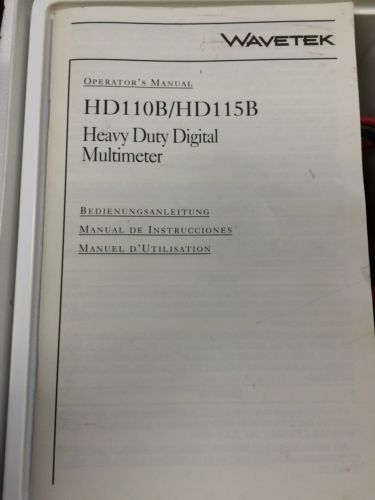 WAVETEK
OPERATOR'S MANUAL
HD110B/HD115B
Heavy Duty Digital
Multimeter
BEDIENUNGSANLEITUNG
MANUAL DE INSTRUCCIONES
MANUEL D'UTILISATION